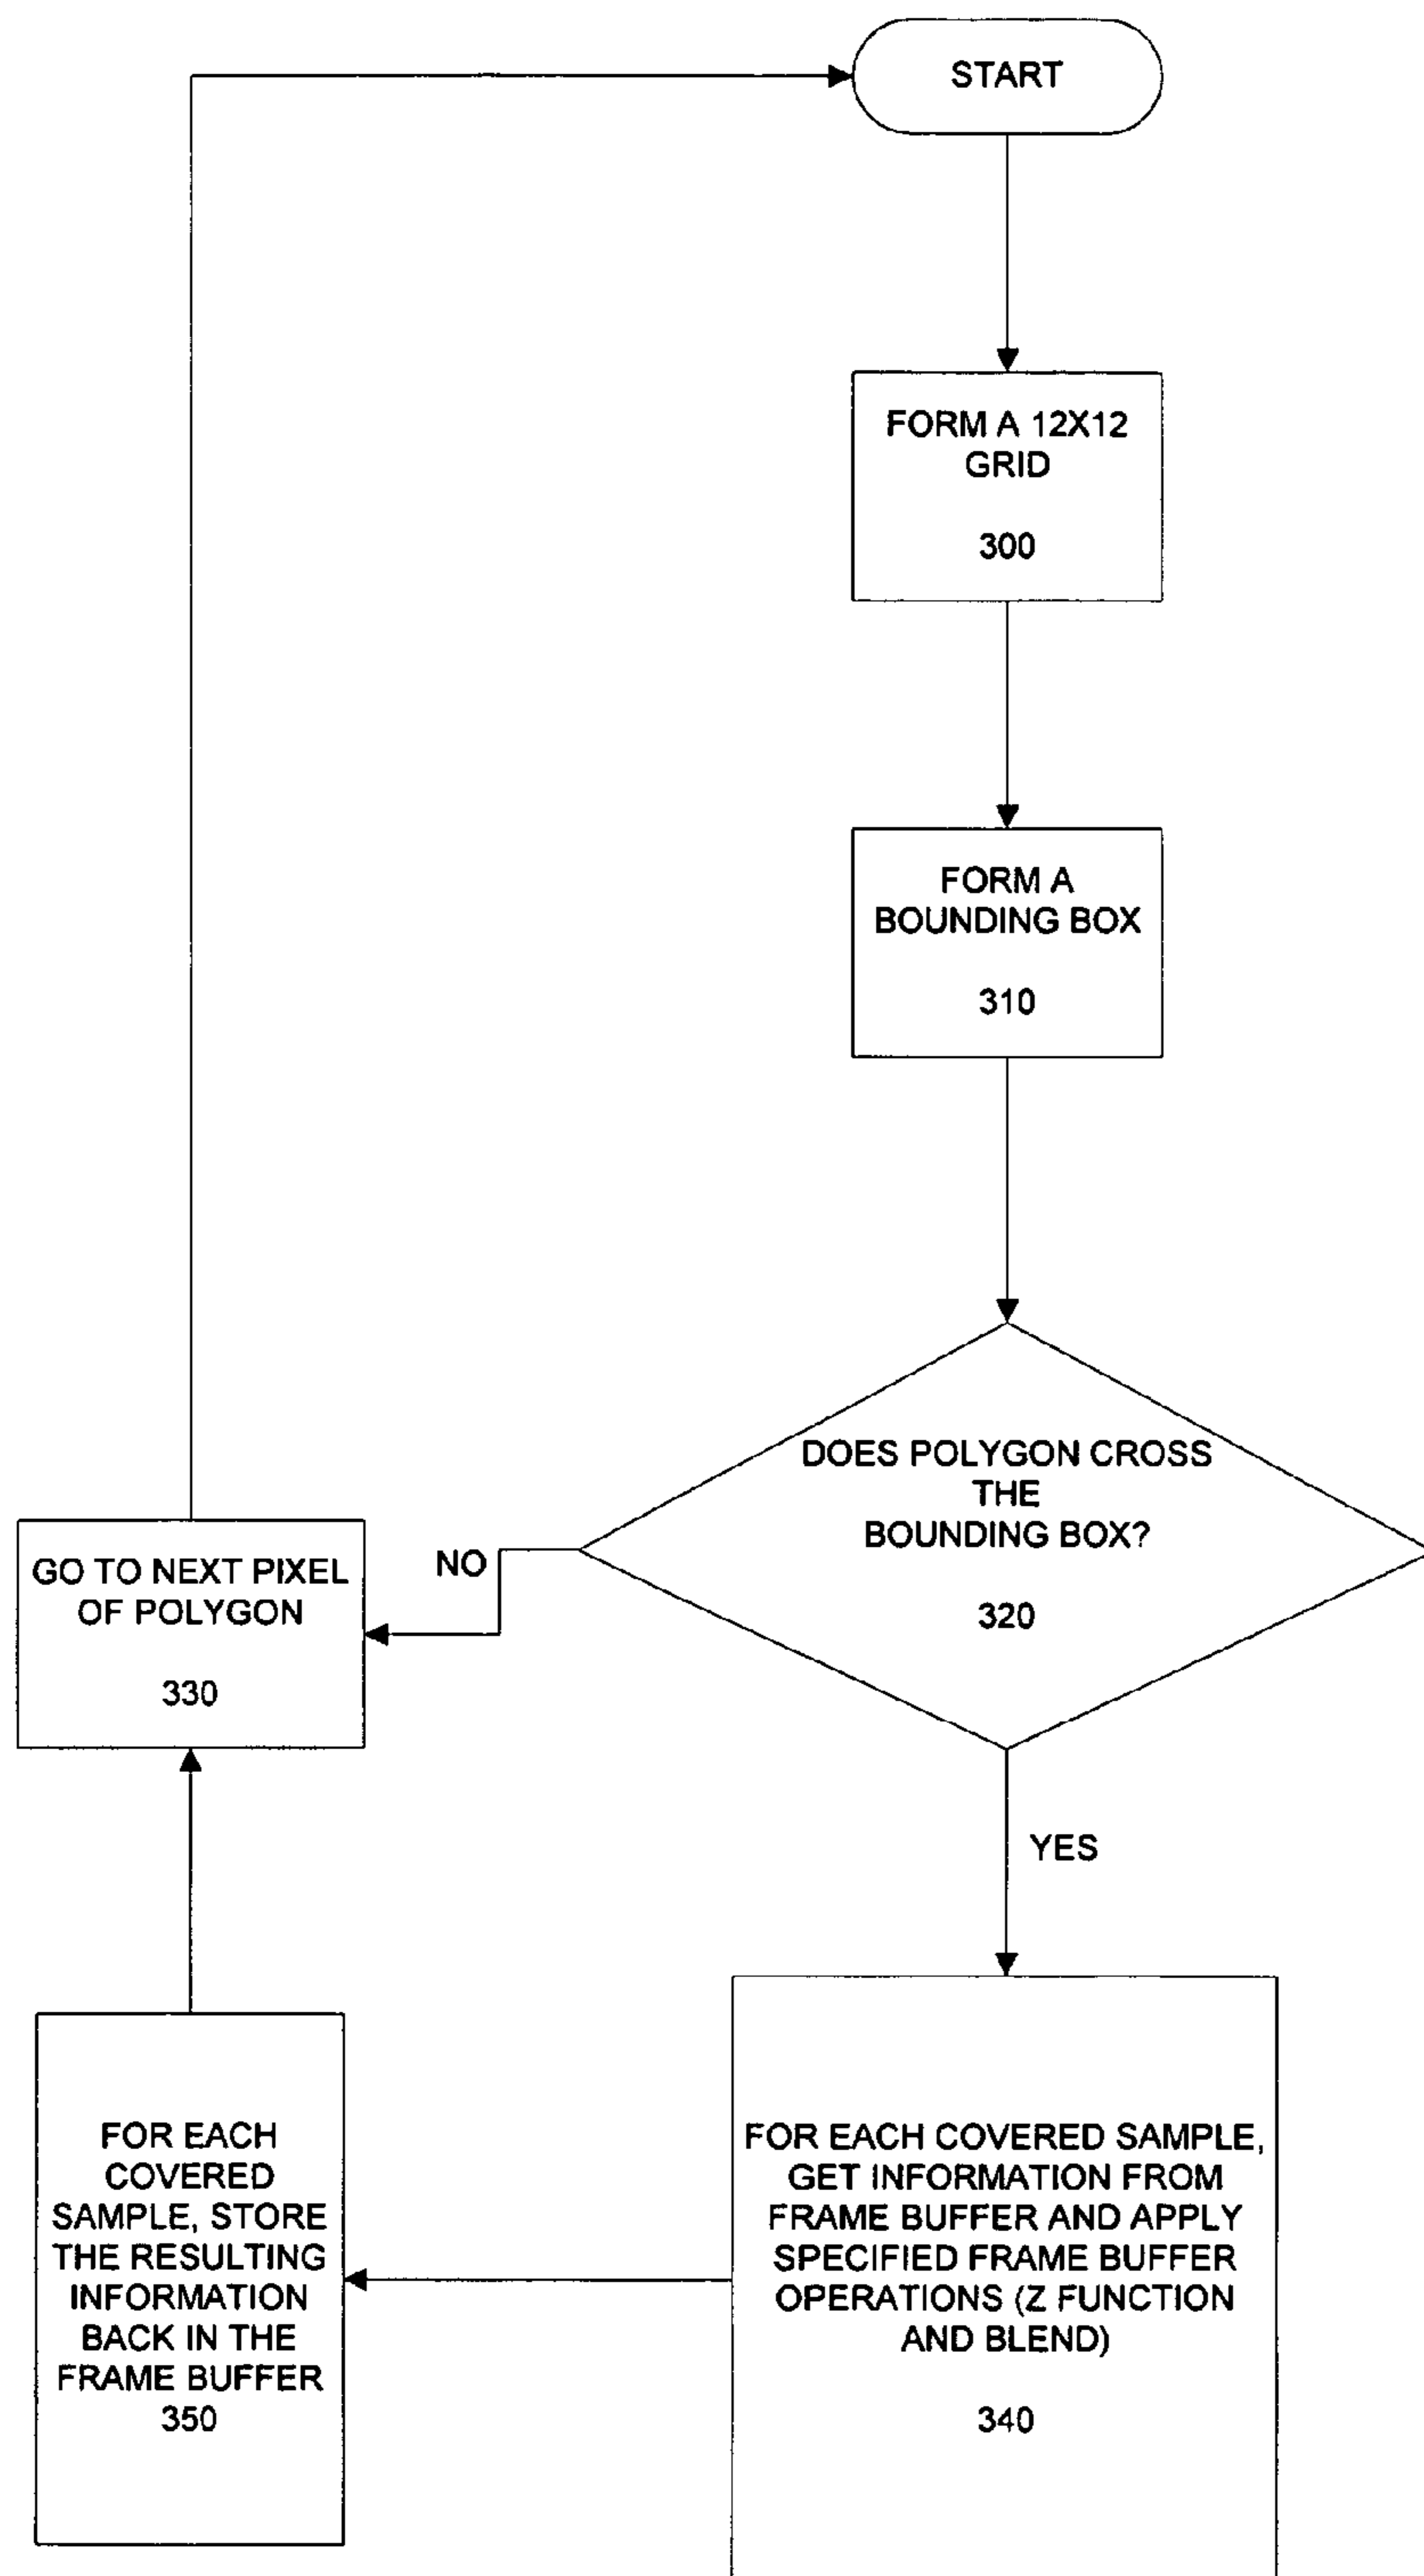 START
FORM A 12X12
GRID
300
FORM A
BOUNDING BOX
310
DOES POLYGON CROSS
THE
BOUNDING BOX?
320
NO
GO TO NEXT PIXEL
OF POLYGON
330
YES
FOR EACH COVERED SAMPLE,
GET INFORMATION FROM
FRAME BUFFER AND APPLY
SPECIFIED FRAME BUFFER
OPERATIONS (Z FUNCTION
AND BLEND)
340
FOR EACH
COVERED
SAMPLE, STORE
THE RESULTING
INFORMATION
BACK IN THE
FRAME BUFFER
350